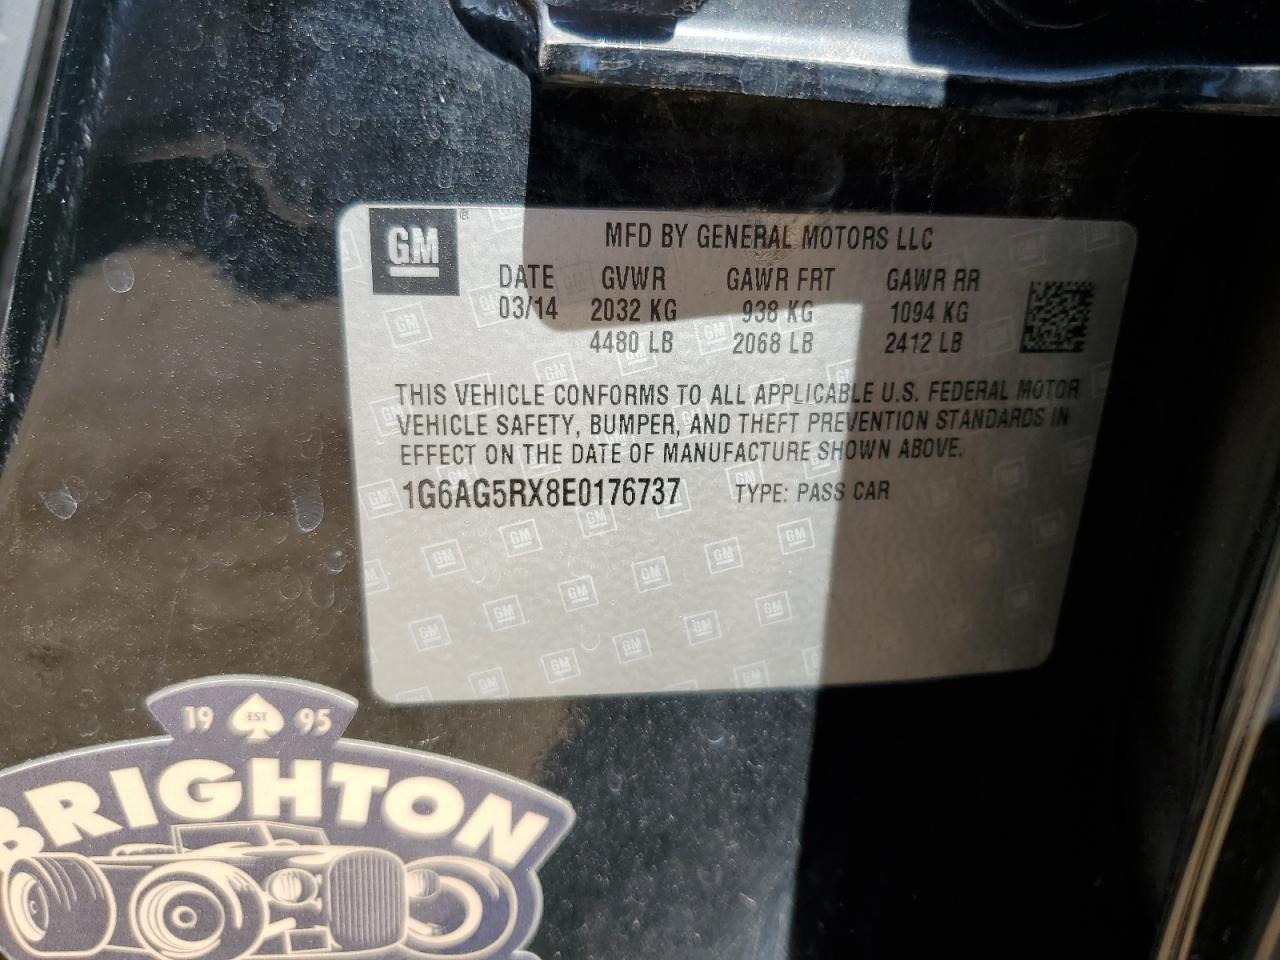 GM
MFD BY GENERAL MOTORS LLC
DATE GVWR GAWR FRT GAWR RR
03/14 2032 KG 938 KG 1094 KG
4480 LB 2068 LB 2412 LB
THIS VEHICLE CONFORMS TO ALL APPLICABLE U.S. FEDERAL MOTOR
VEHICLE SAFETY, BUMPER, AND THEFT PREVENTION STANDARDS IN
EFFECT ON THE DATE OF MANUFACTURE SHOWN ABOVE.
1G6AG5RX8E0176737 TYPE: PASS CAR
19 EST 95
BRIGHTON